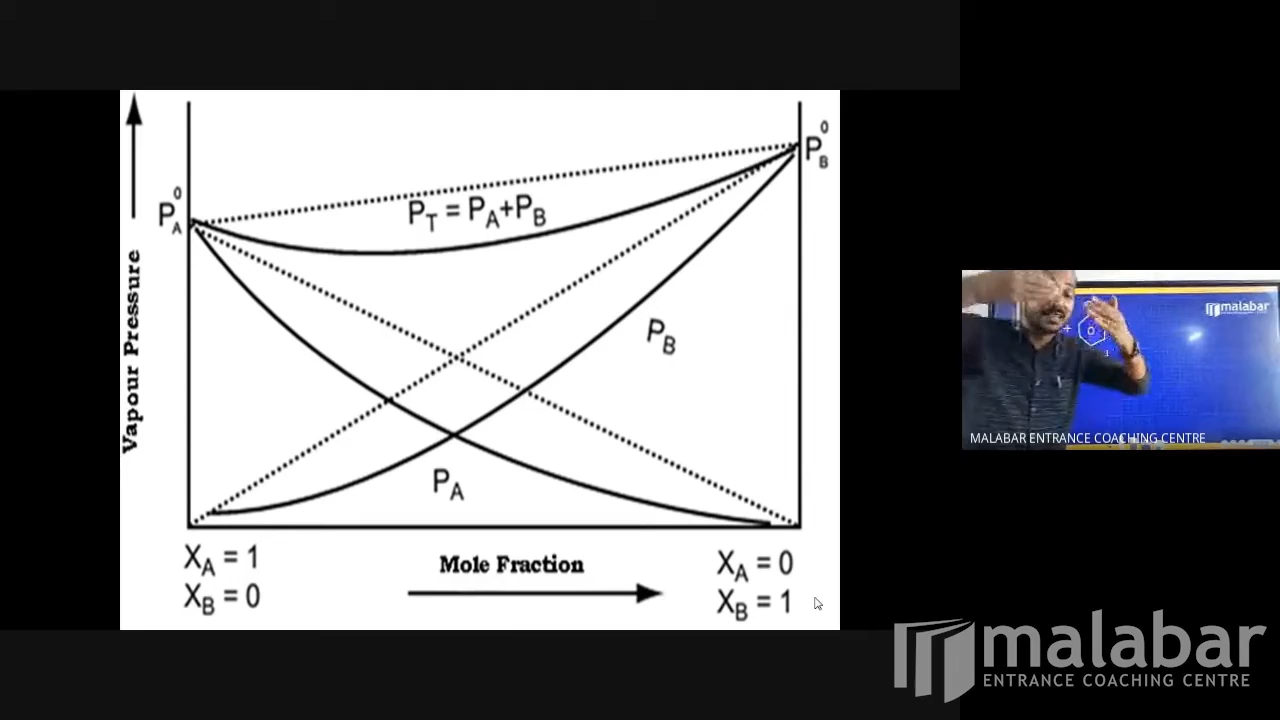 P⁰A
P⁰B
PT = PA+PB
PB
PA
Vapour Pressure
XA = 1
XB = 0
Mole Fraction
XA = 0
XB = 1
malabar
MALABAR ENTRANCE COACHING CENTRE
malabar
ENTRANCE COACHING CENTRE